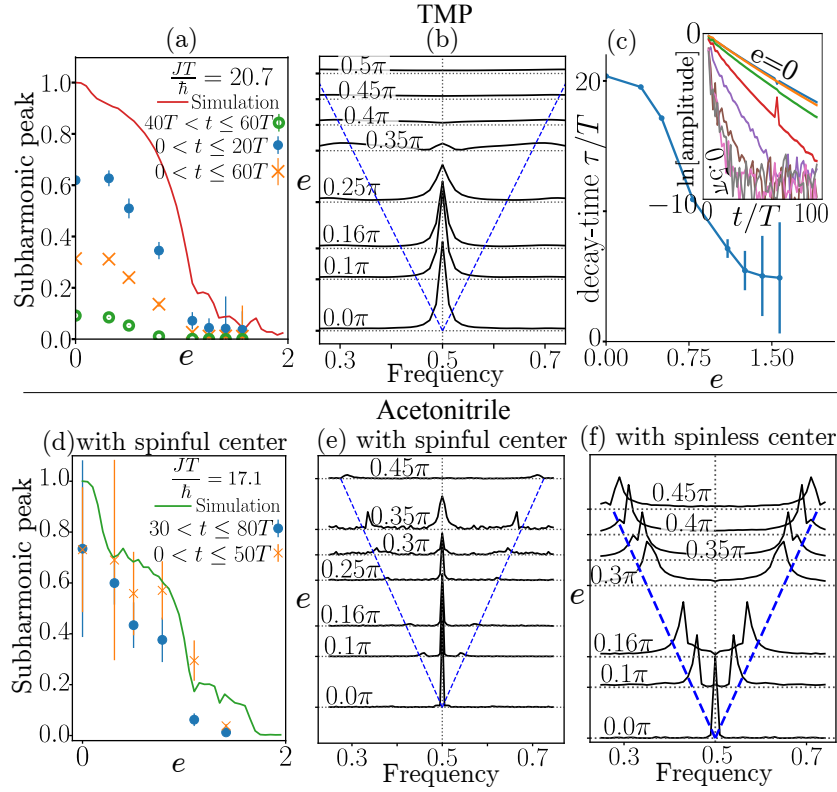 TMP
(a)
JT/ħ = 20.7
Simulation
40T < t ≤ 60T
0 < t ≤ 20T
0 < t ≤ 60T
Subharmonic peak
1.0
0.8
0.6
0.4
0.2
0.0
0
2
e
(b)
0.5π
0.45π
0.4π
0.35π
0.25π
0.16π
0.1π
0.0π
e
0.3
0.5
0.7
Frequency
(c)
decay-time τ/T
20
0
0.00
0.75
1.50
e
0
ln[amplitude]
-10
e=0
0.5π
0
100
t/T
Acetonitrile
(d) with spinful center
JT/ħ = 17.1
Simulation
30 < t ≤ 80T
0 < t ≤ 50T
Subharmonic peak
1.0
0.8
0.6
0.4
0.2
0.0
0
2
e
(e) with spinful center
0.45π
0.35π
0.3π
0.25π
0.16π
0.1π
0.0π
e
0.3
0.5
0.7
Frequency
(f) with spinless center
0.45π
0.4π
0.35π
0.3π
0.16π
0.1π
0.0π
e
0.3
0.5
0.7
Frequency